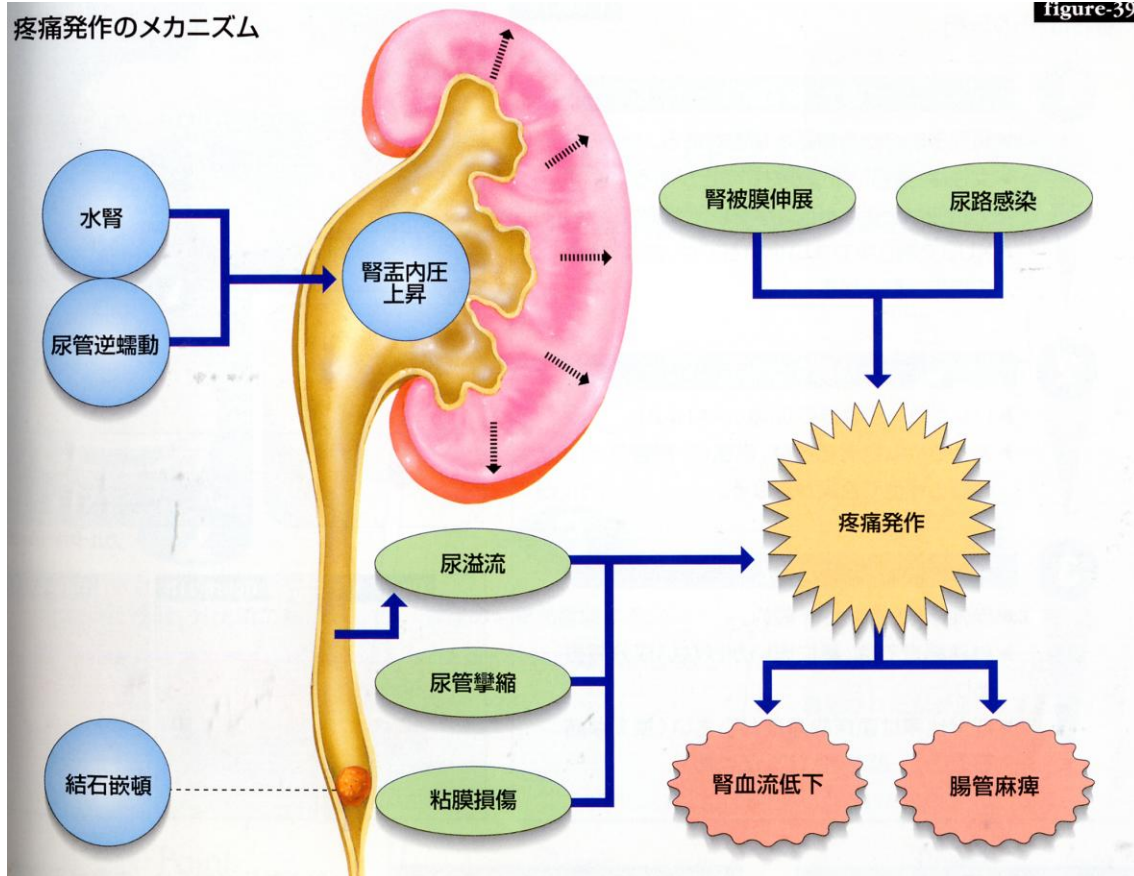 疼痛発作のメカニズム
figure-39
水腎
尿管逆蠕動
腎盂内圧
上昇
腎被膜伸展
尿路感染
疼痛発作
尿溢流
尿管攣縮
粘膜損傷
結石嵌頓
腎血流低下
腸管麻痺